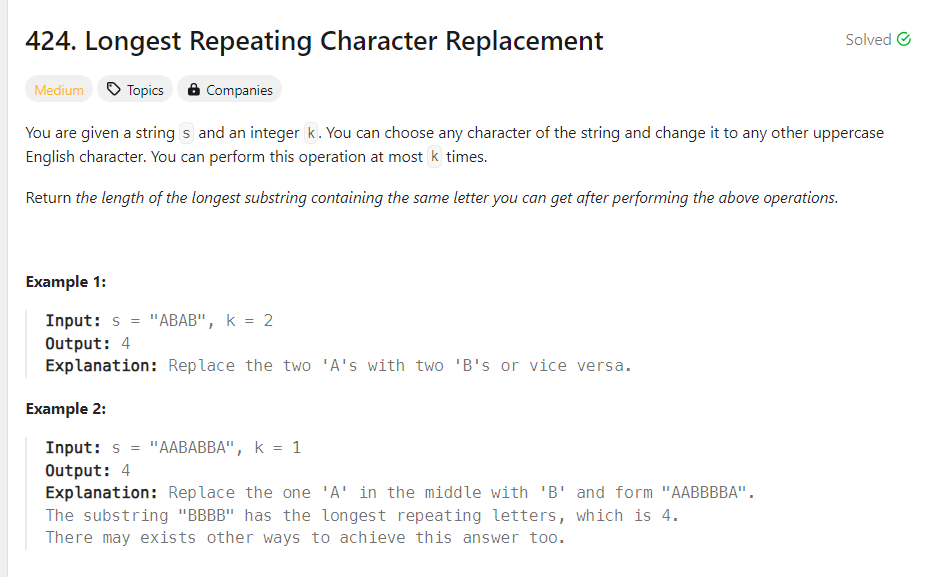 424. Longest Repeating Character Replacement
Solved
Medium Topics Companies
You are given a string s and an integer k. You can choose any character of the string and change it to any other uppercase
English character. You can perform this operation at most k times.
Return the length of the longest substring containing the same letter you can get after performing the above operations.
Example 1:
Input: s = "ABAB", k = 2
Output: 4
Explanation: Replace the two 'A's with two 'B's or vice versa.
Example 2:
Input: s = "AABABBA", k = 1
Output: 4
Explanation: Replace the one 'A' in the middle with 'B' and form "AABBBBA".
The substring "BBBB" has the longest repeating letters, which is 4.
There may exists other ways to achieve this answer too.